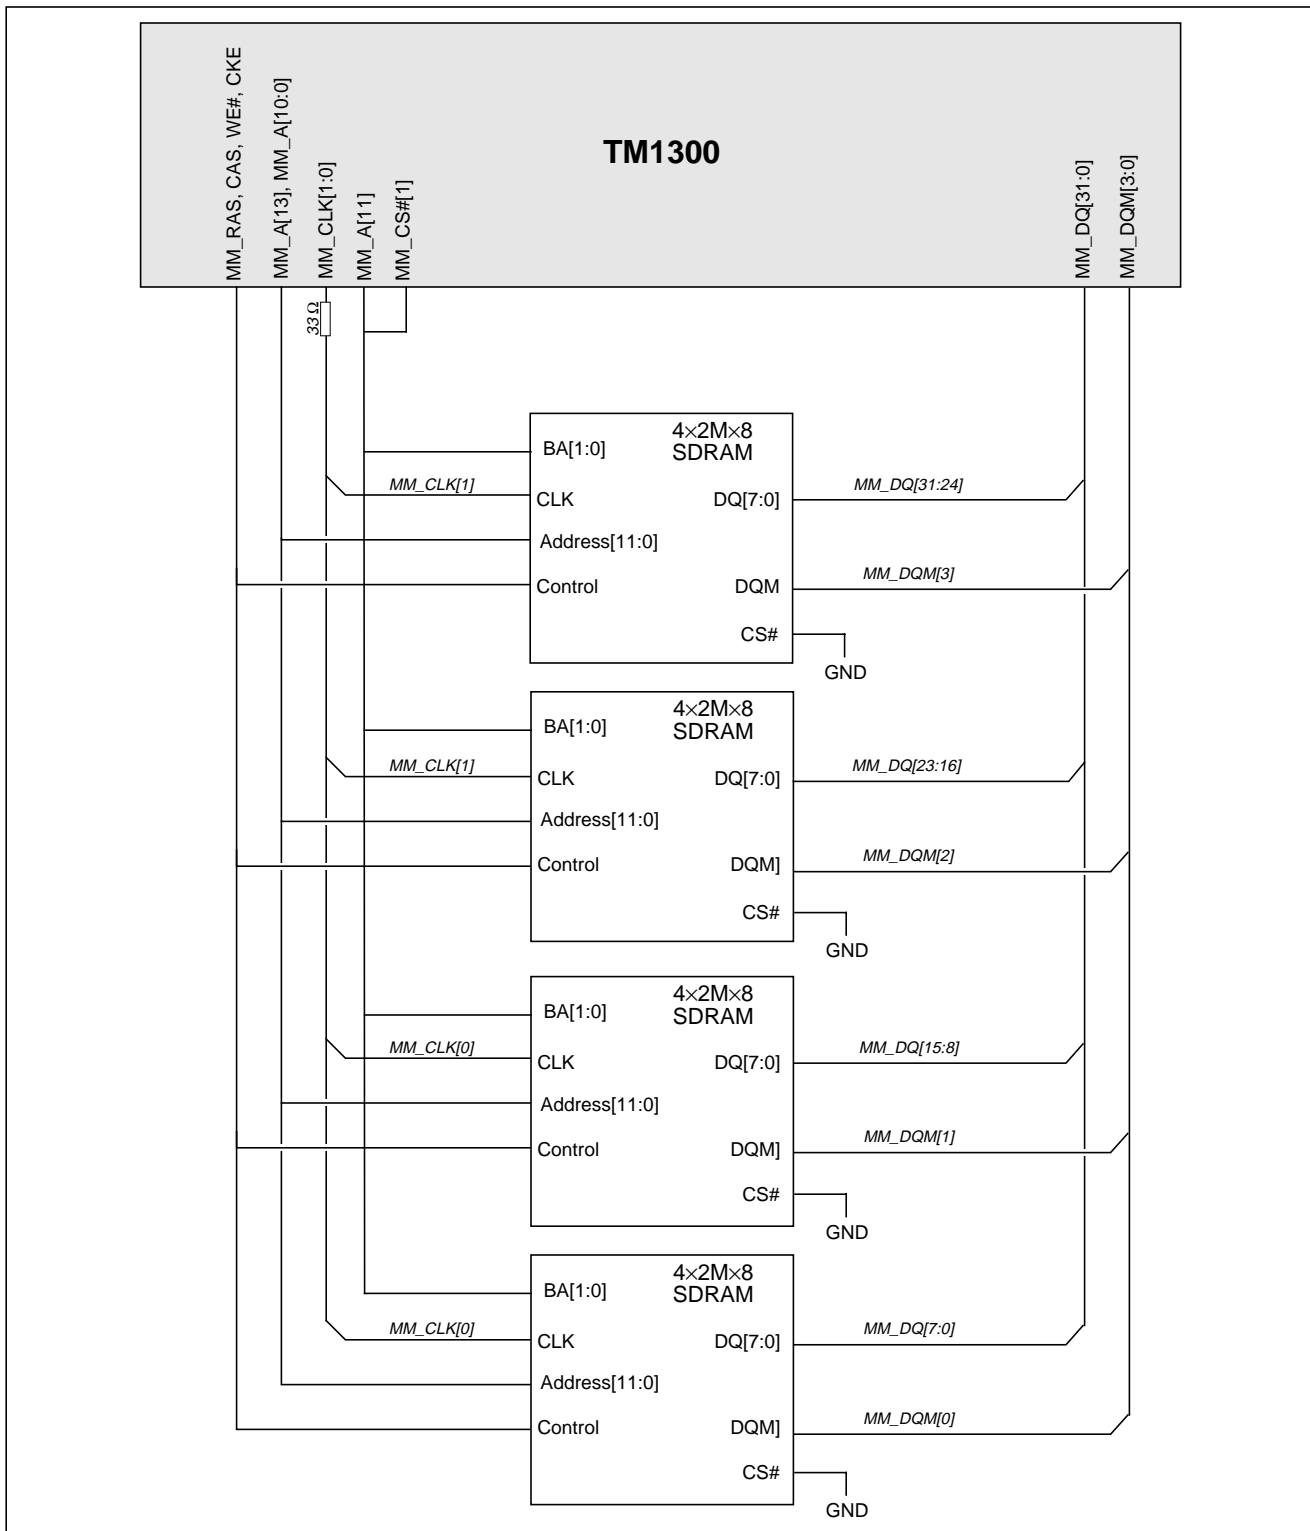 MM_RAS, CAS, WE#, CKE
MM_A[13], MM_A[10:0]
MM_CLK[1:0]
MM_A[11]
MM_CS#[1]
TM1300
MM_DQ[31:0]
MM_DQM[3:0]
33 Ω
4×2M×8
SDRAM
BA[1:0]
MM_CLK[1]
CLK
DQ[7:0]
MM_DQ[31:24]
Address[11:0]
Control
DQM
MM_DQM[3]
CS#
GND
4×2M×8
SDRAM
BA[1:0]
MM_CLK[1]
CLK
DQ[7:0]
MM_DQ[23:16]
Address[11:0]
Control
DQM]
MM_DQM[2]
CS#
GND
4×2M×8
SDRAM
BA[1:0]
MM_CLK[0]
CLK
DQ[7:0]
MM_DQ[15:8]
Address[11:0]
Control
DQM]
MM_DQM[1]
CS#
GND
4×2M×8
SDRAM
BA[1:0]
MM_CLK[0]
CLK
DQ[7:0]
MM_DQ[7:0]
Address[11:0]
Control
DQM]
MM_DQM[0]
CS#
GND